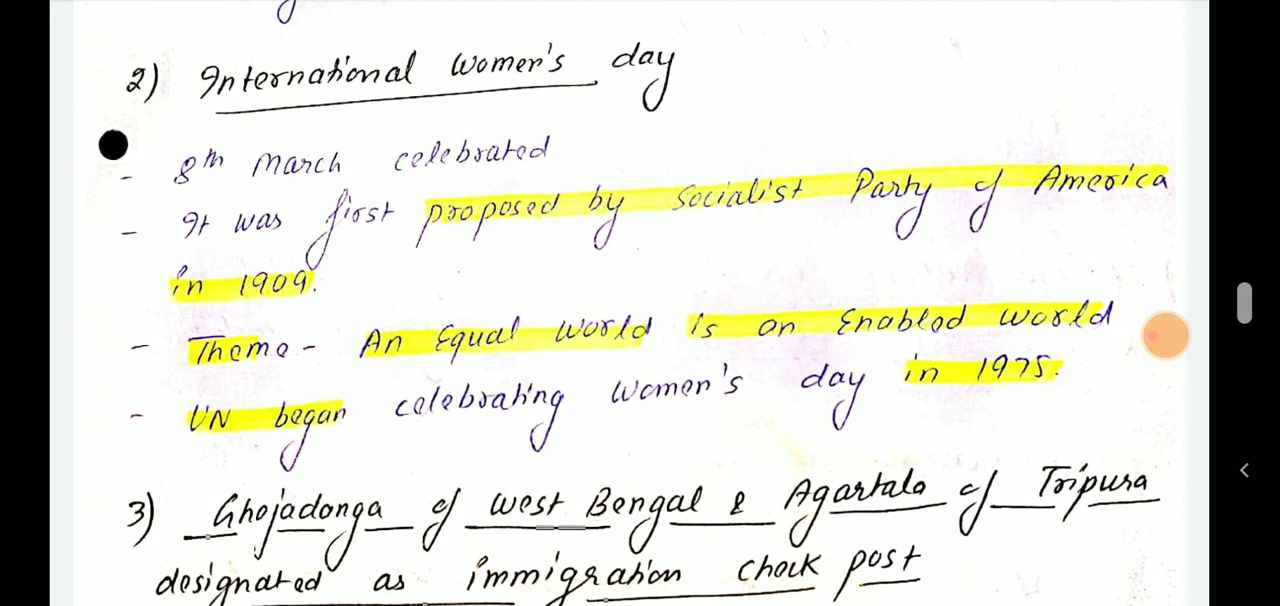 2) International Women's day
- 8th March celebrated
- It was first proposed by Socialist Party of America
in 1909.
- Theme - An Equal World is an Enabled world
- UN began celebrating Women's day in 1975.
3) Ghojadanga of West Bengal & Agartala of Tripura
designated as immigration check post